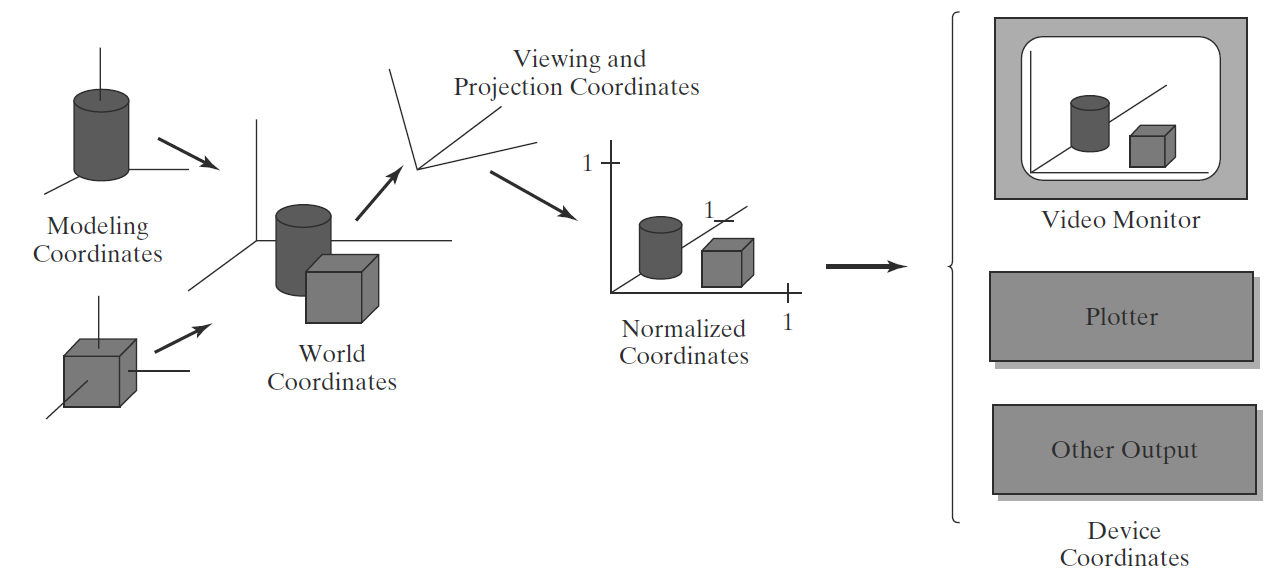 Modeling
Coordinates
World
Coordinates
Viewing and
Projection Coordinates
1
1
1
Normalized
Coordinates
Video Monitor
Plotter
Other Output
Device
Coordinates